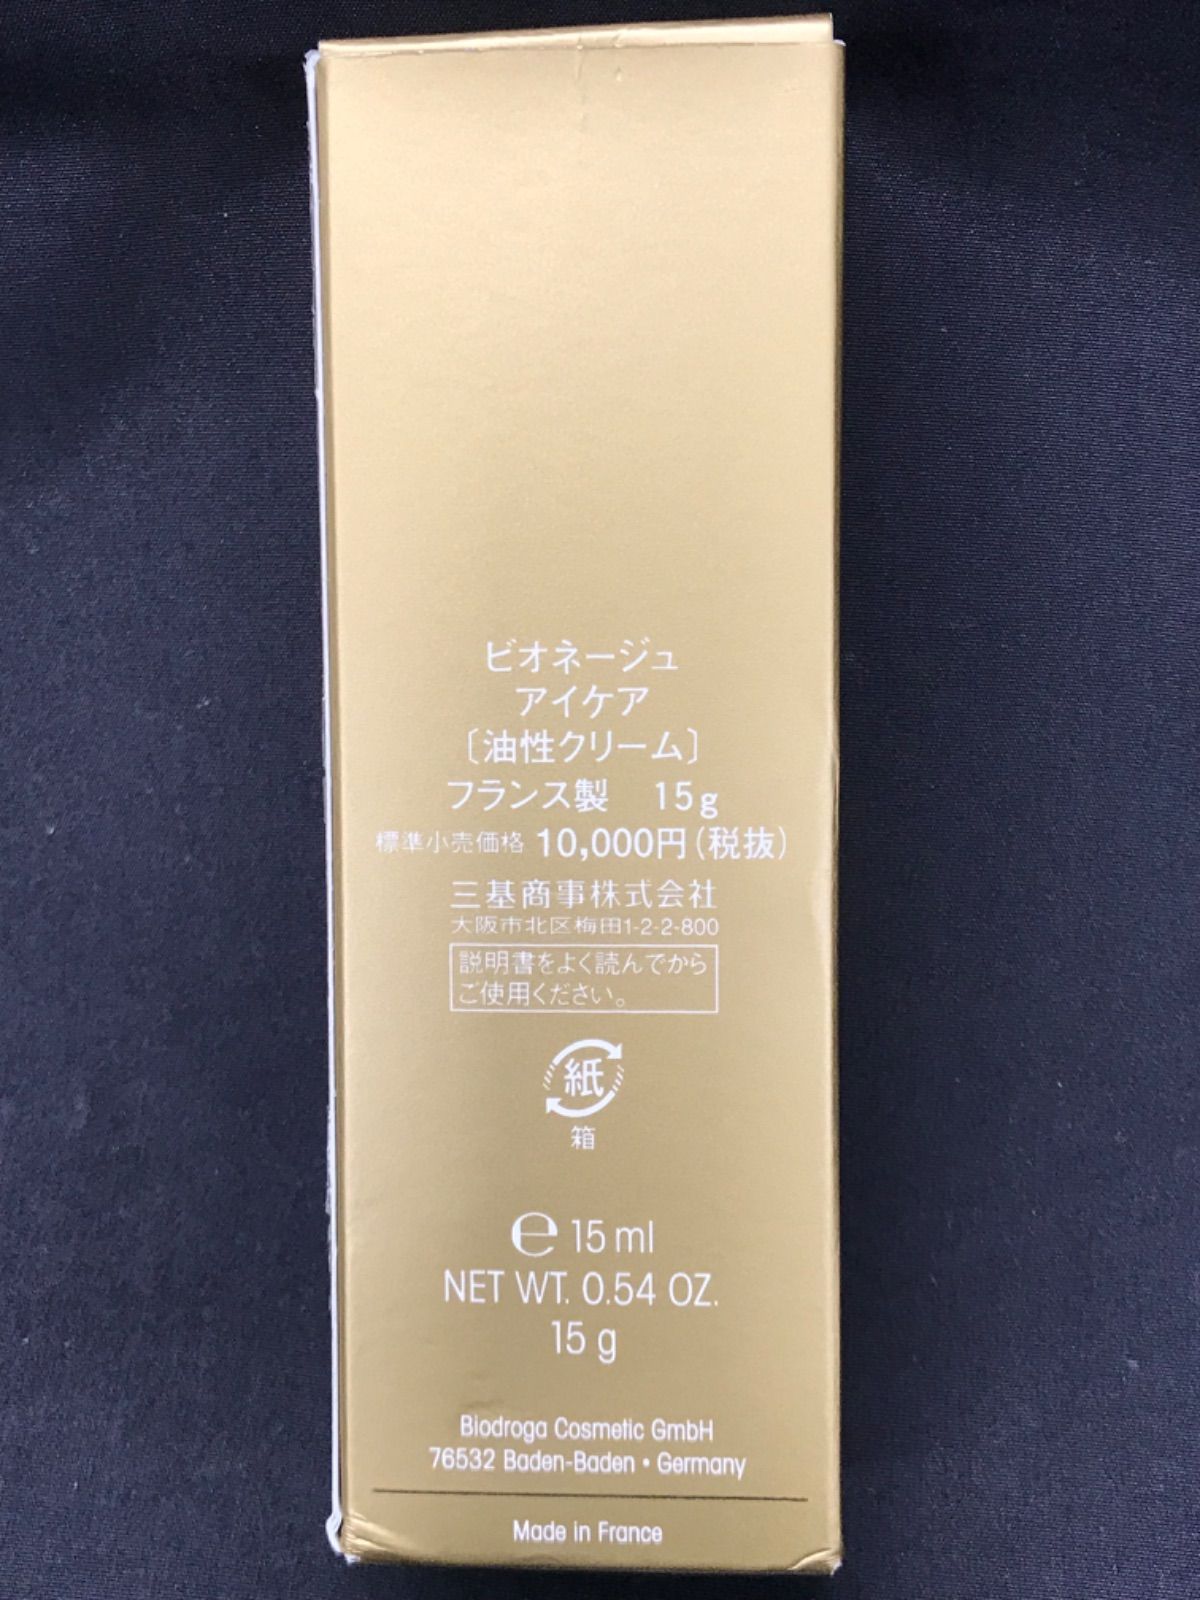 ビオネージュ
アイケア
〔油性クリーム〕
フランス製 15g
標準小売価格 10,000円(税抜)
三基商事株式会社
大阪市北区梅田1-2-2-800
説明書をよく読んでから
ご使用ください。
紙
箱
℮ 15 ml
NET WT. 0.54 OZ.
15 g
Biodroga Cosmetic GmbH
76532 Baden-Baden • Germany
Made in France